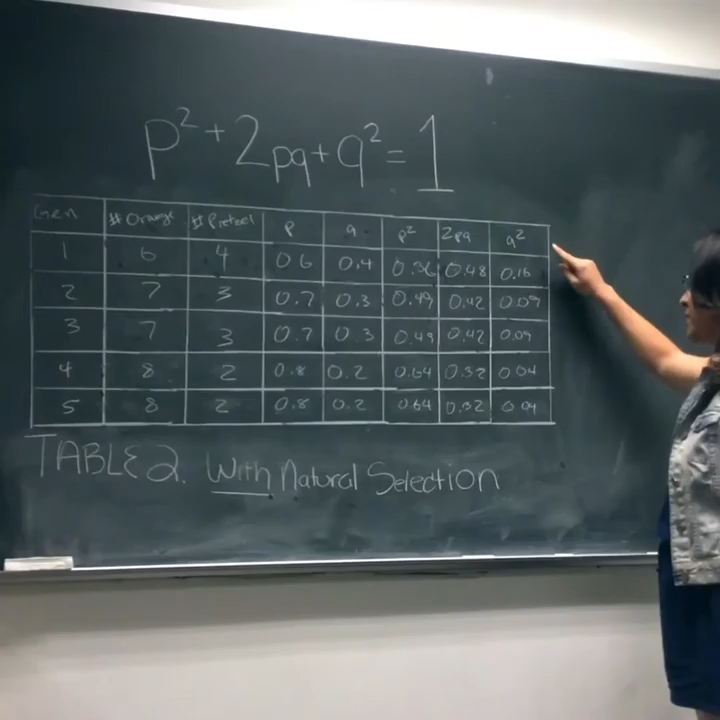 p²+2pq+q²=1
Gen # Orange # Pretzel p q p² 2pq q²
1 6 4 0.6 0.4 0.36 0.48 0.16
2 7 3 0.7 0.3 0.49 0.42 0.09
3 7 3 0.7 0.3 0.49 0.42 0.09
4 8 2 0.8 0.2 0.64 0.32 0.04
5 8 2 0.8 0.2 0.64 0.32 0.04
TABLE 2. With Natural Selection